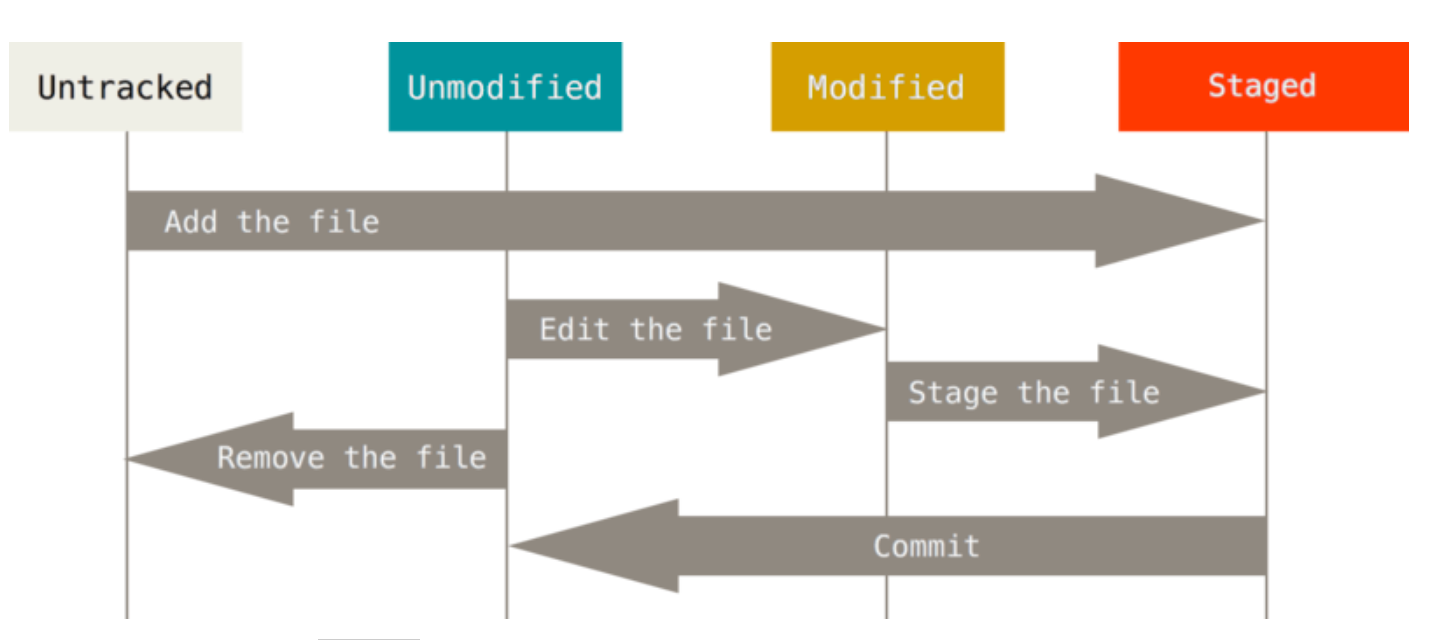 Untracked
Unmodified
Modified
Staged
Add the file
Edit the file
Stage the file
Remove the file
Commit